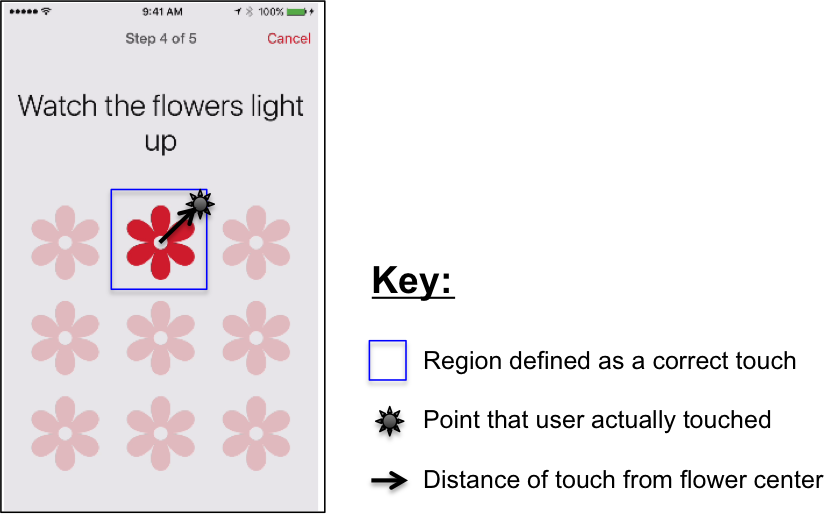 9:41 AM 100%
Step 4 of 5 Cancel
Watch the flowers light
up
Key:
Region defined as a correct touch
Point that user actually touched
Distance of touch from flower center